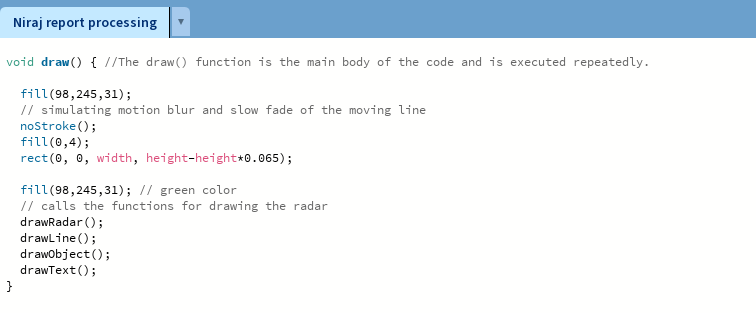 Niraj report processing ▼
void draw() { //The draw() function is the main body of the code and is executed repeatedly.
fill(98,245,31);
// simulating motion blur and slow fade of the moving line
noStroke();
fill(0,4);
rect(0, 0, width, height-height*0.065);
fill(98,245,31); // green color
// calls the functions for drawing the radar
drawRadar();
drawLine();
drawObject();
drawText();
}